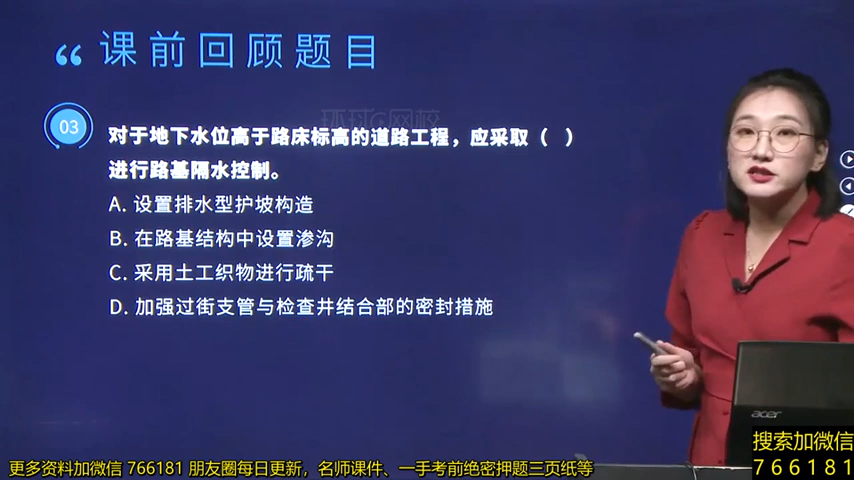 “ 课前回顾题目
环球网校
03
对于地下水位高于路床标高的道路工程，应采取（ ）
进行路基隔水控制。
A. 设置排水型护坡构造
B. 在路基结构中设置渗沟
C. 采用土工织物进行疏干
D. 加强过街支管与检查井结合部的密封措施
acer
搜索加微信
766181
更多资料加微信 766181 朋友圈每日更新，名师课件、一手考前绝密押题三页纸等